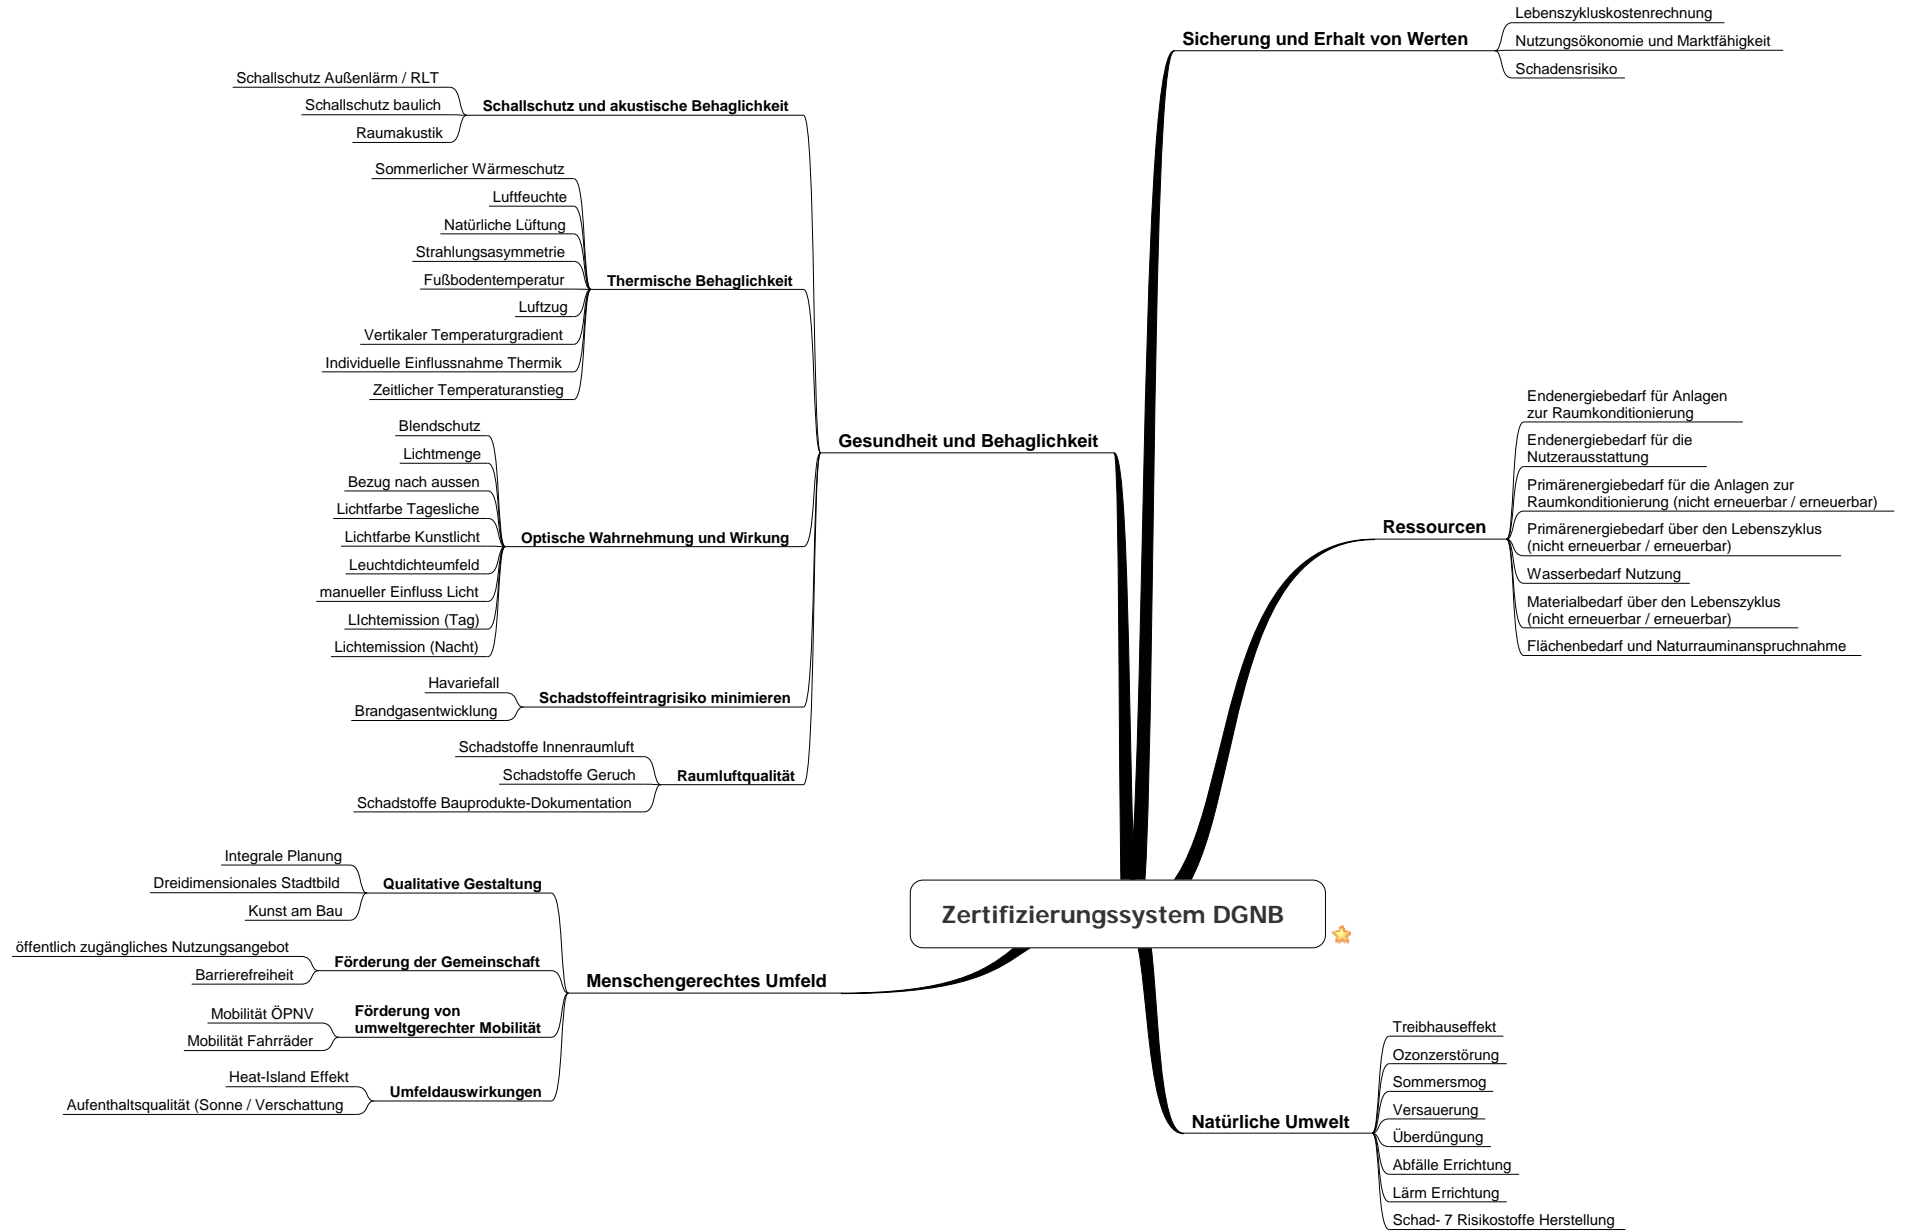 Zertifizierungssystem DGNB
Sicherung und Erhalt von Werten
Lebenszykluskostenrechnung
Nutzungsökonomie und Marktfähigkeit
Schadensrisiko
Ressourcen
Endenergiebedarf für Anlagen
zur Raumkonditionierung
Endenergiebedarf für die
Nutzerausstattung
Primärenergiebedarf für die Anlagen zur
Raumkonditionierung (nicht erneuerbar / erneuerbar)
Primärenergiebedarf über den Lebenszyklus
(nicht erneuerbar / erneuerbar)
Wasserbedarf Nutzung
Materialbedarf über den Lebenszyklus
(nicht erneuerbar / erneuerbar)
Flächenbedarf und Naturrauminanspruchnahme
Natürliche Umwelt
Treibhauseffekt
Ozonzerstörung
Sommersmog
Versauerung
Überdüngung
Abfälle Errichtung
Lärm Errichtung
Schad- 7 Risikostoffe Herstellung
Gesundheit und Behaglichkeit
Schallschutz und akustische Behaglichkeit
Schallschutz Außenlärm / RLT
Schallschutz baulich
Raumakustik
Thermische Behaglichkeit
Sommerlicher Wärmeschutz
Luftfeuchte
Natürliche Lüftung
Strahlungsasymmetrie
Fußbodentemperatur
Luftzug
Vertikaler Temperaturgradient
Individuelle Einflussnahme Thermik
Zeitlicher Temperaturanstieg
Optische Wahrnehmung und Wirkung
Blendschutz
Lichtmenge
Bezug nach aussen
Lichtfarbe Tagesliche
Lichtfarbe Kunstlicht
Leuchtdichteumfeld
manueller Einfluss Licht
LIchtemission (Tag)
Lichtemission (Nacht)
Schadstoffeintragrisiko minimieren
Havariefall
Brandgasentwicklung
Raumluftqualität
Schadstoffe Innenraumluft
Schadstoffe Geruch
Schadstoffe Bauprodukte-Dokumentation
Menschengerechtes Umfeld
Qualitative Gestaltung
Integrale Planung
Dreidimensionales Stadtbild
Kunst am Bau
Förderung der Gemeinschaft
öffentlich zugängliches Nutzungsangebot
Barrierefreiheit
Förderung von
umweltgerechter Mobilität
Mobilität ÖPNV
Mobilität Fahrräder
Umfeldauswirkungen
Heat-Island Effekt
Aufenthaltsqualität (Sonne / Verschattung